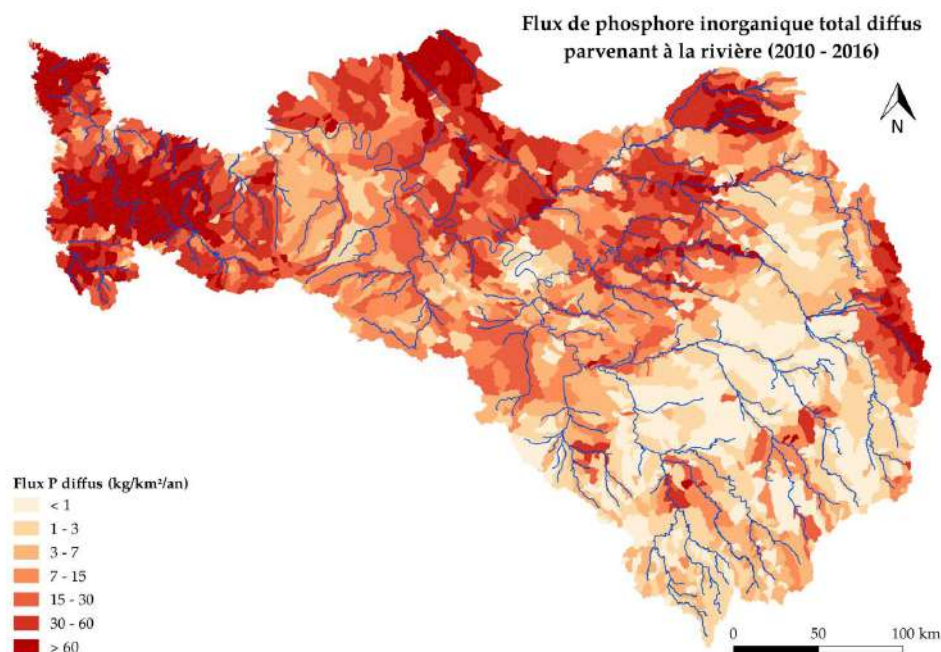 Flux de phosphore inorganique total diffus
parvenant à la rivière (2010 - 2016)
N
Flux P diffus (kg/km²/an)
< 1
1 - 3
3 - 7
7 - 15
15 - 30
30 - 60
> 60
0 50 100 km